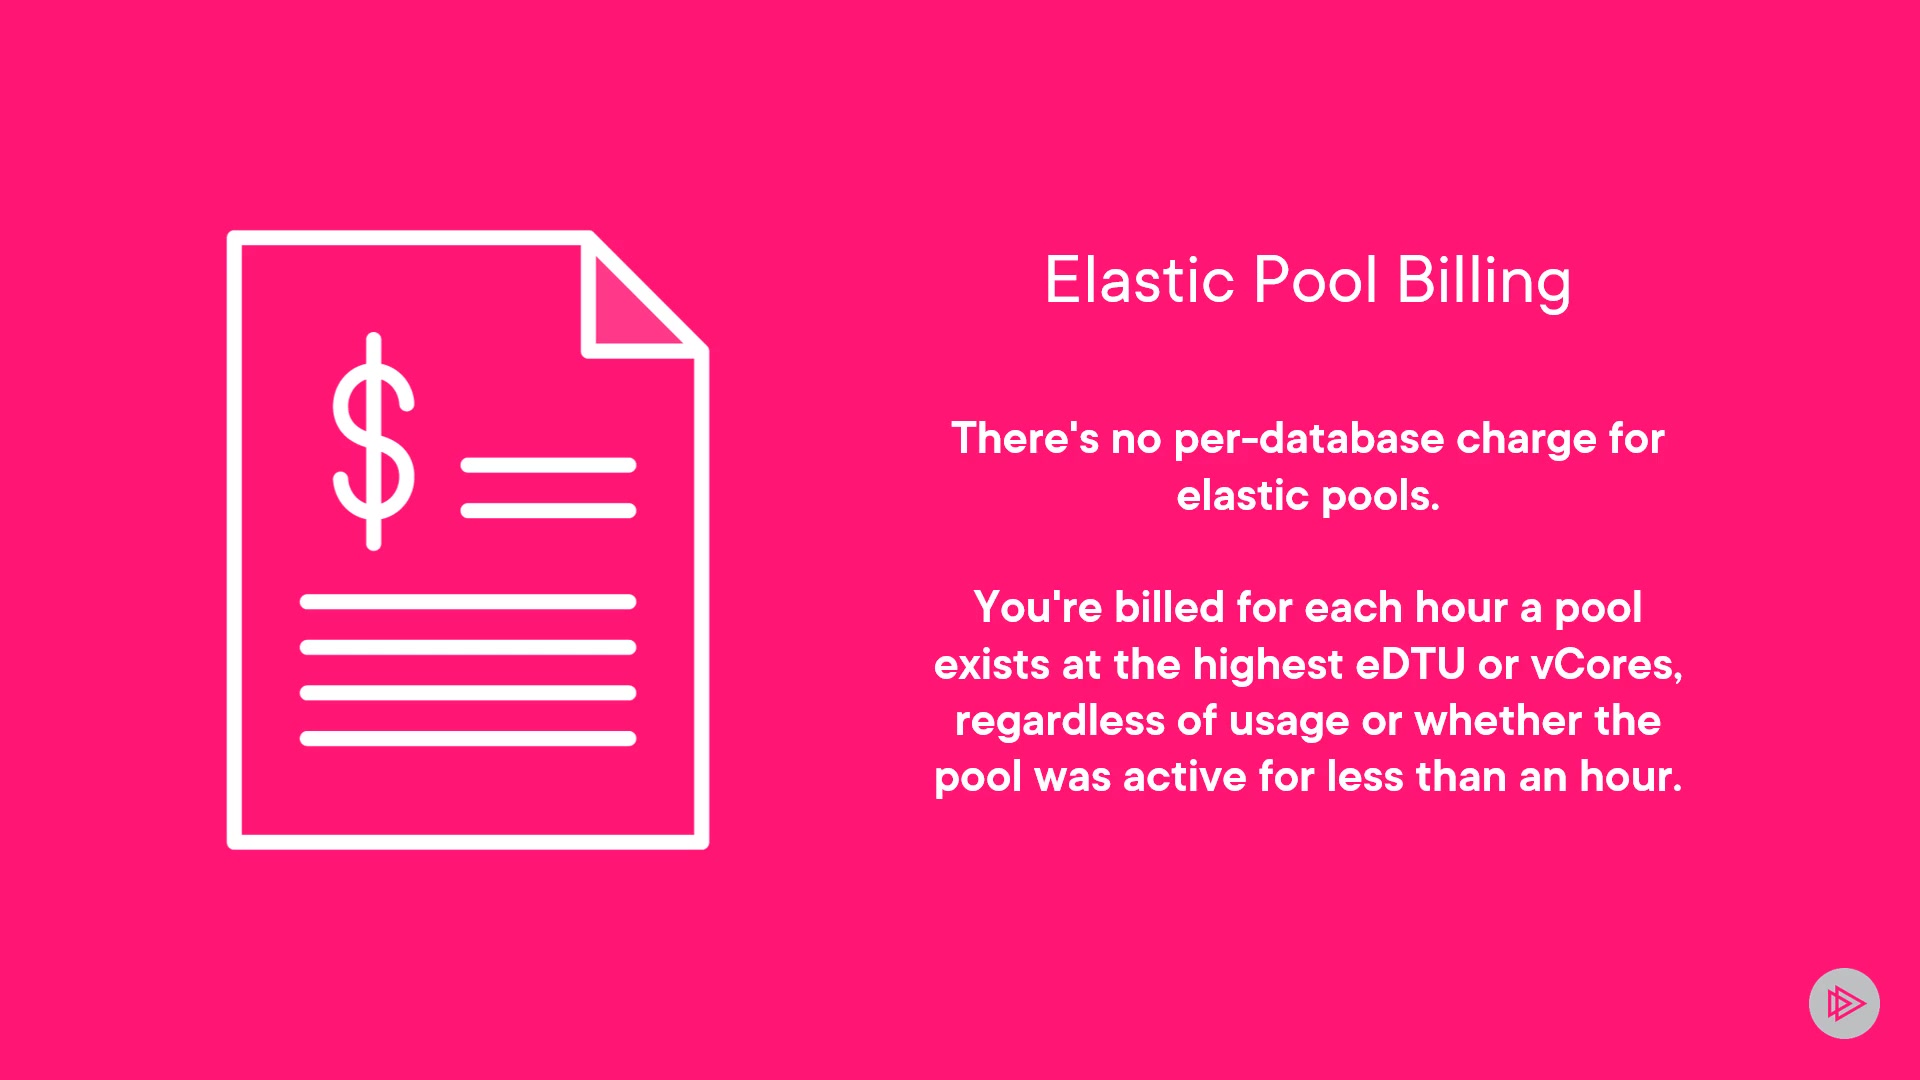 $
Elastic Pool Billing
There's no per-database charge for
elastic pools.
You're billed for each hour a pool
exists at the highest eDTU or vCores,
regardless of usage or whether the
pool was active for less than an hour.